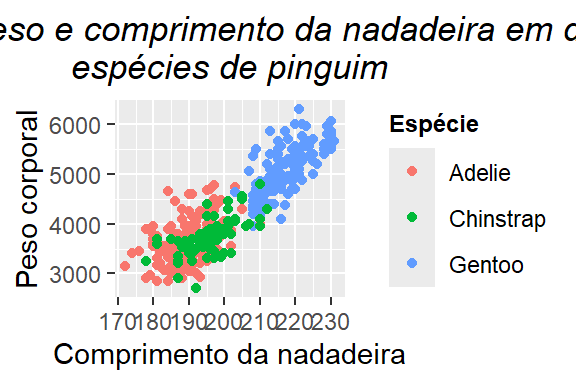 eso e comprimento da nadadeira em d
espécies de pinguim
Peso corporal
6000
5000
4000
3000
170 180 190 200 210 220 230
Comprimento da nadadeira
Espécie
Adelie
Chinstrap
Gentoo